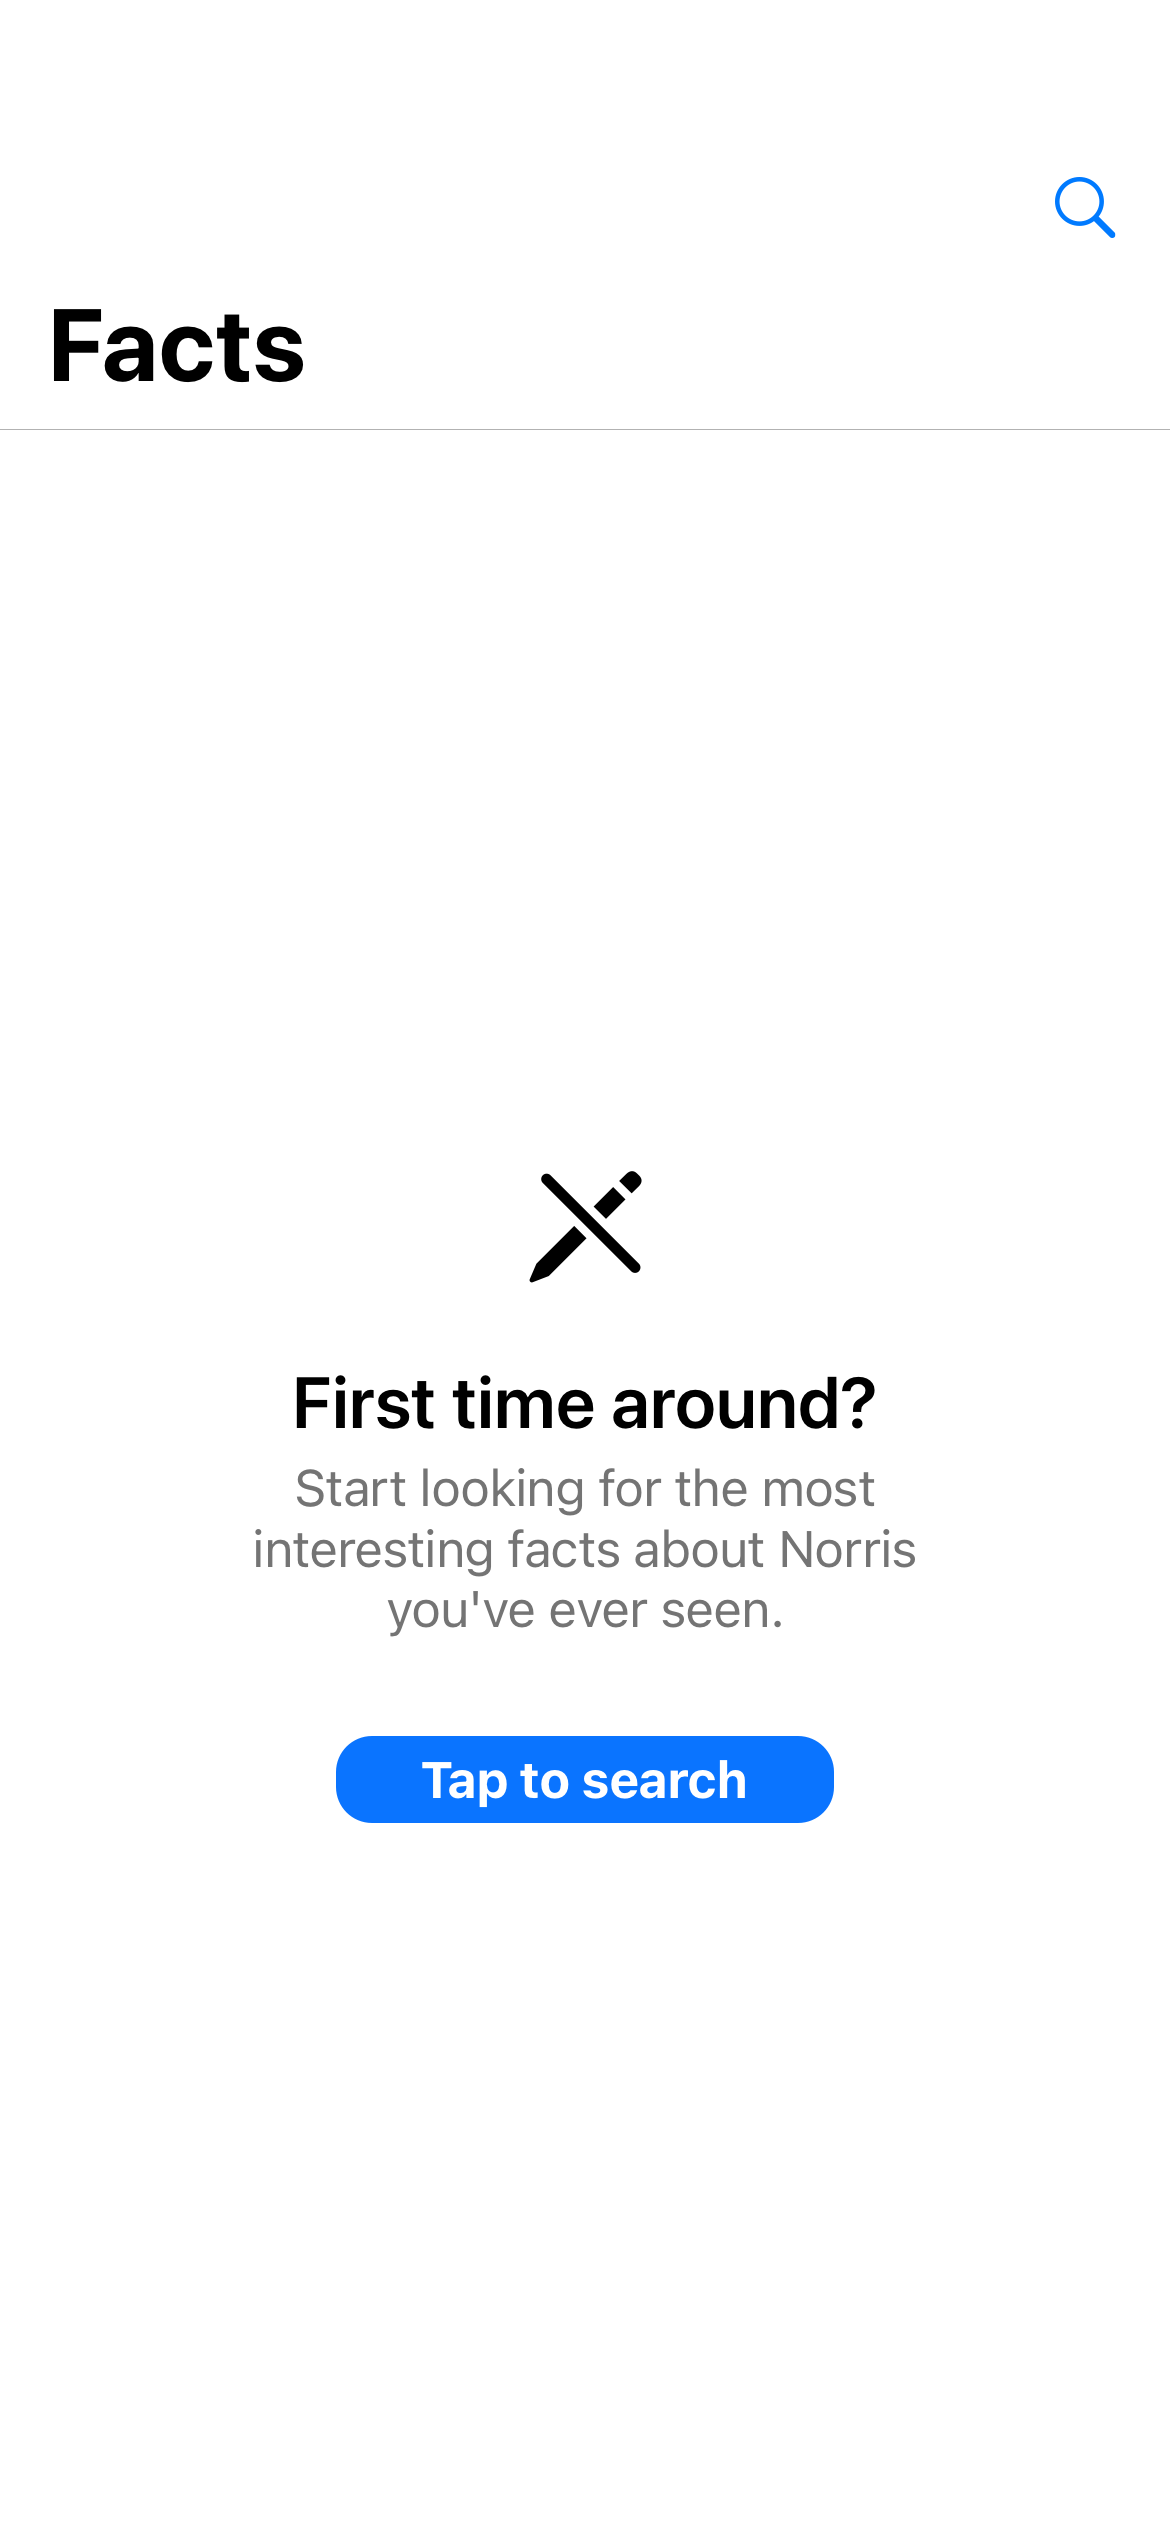 Facts
First time around?
Start looking for the most
interesting facts about Norris
you've ever seen.
Tap to search